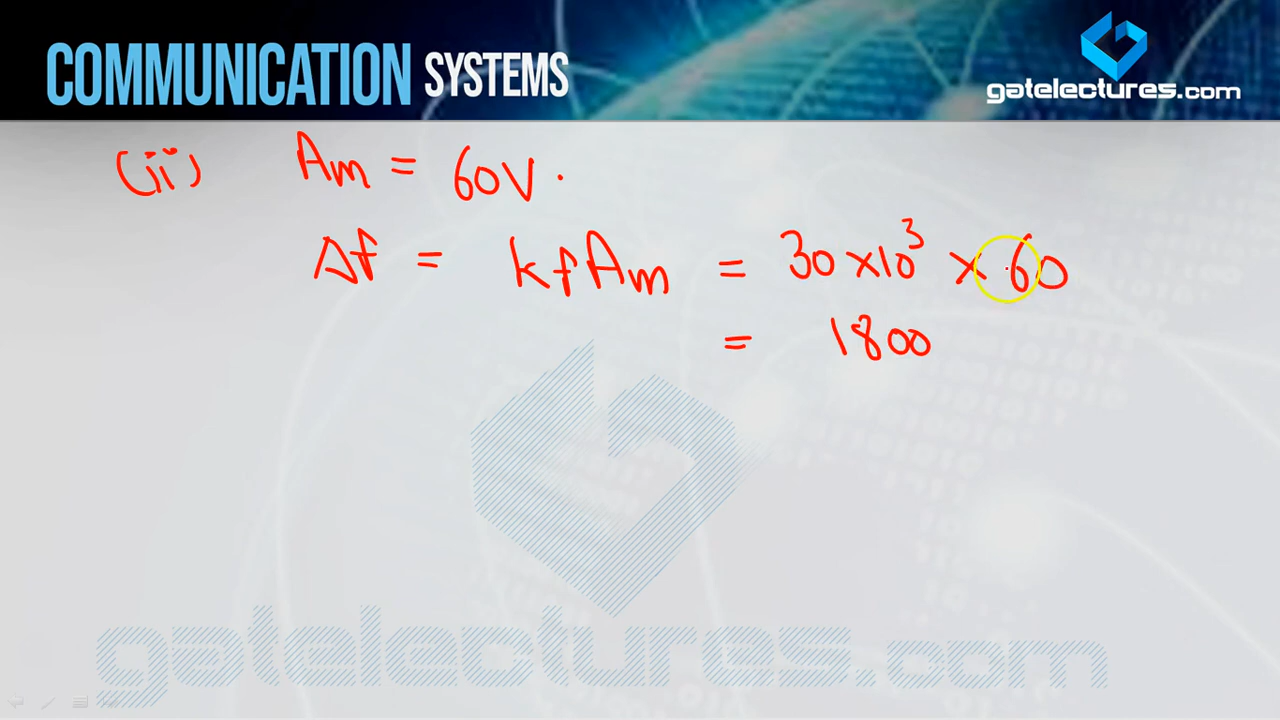 COMMUNICATION SYSTEMS
gatelectures.com
(ii) Am = 60V.
Δf = kfAm = 30 ×10³ × 60
= 1800
gatelectures.com